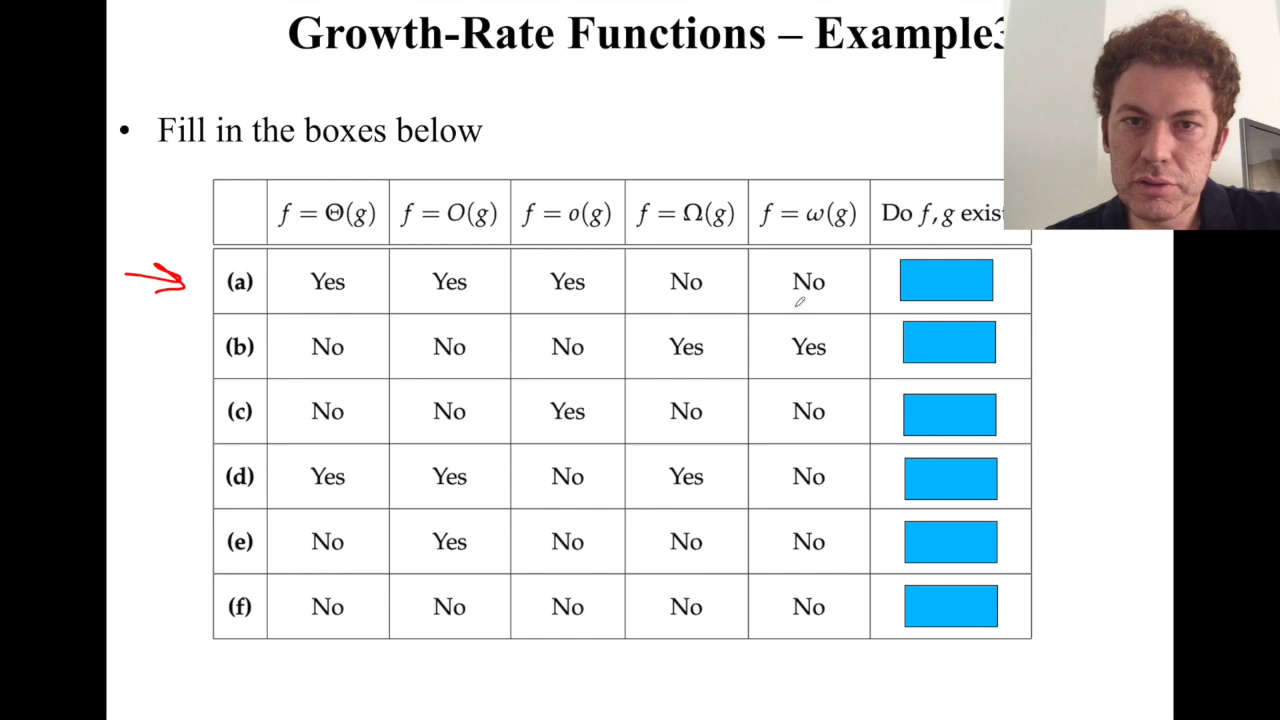 Growth-Rate Functions – Example3
• Fill in the boxes below
f = Θ(g) f = O(g) f = o(g) f = Ω(g) f = ω(g) Do f, g exis
(a) Yes Yes Yes No No
(b) No No No Yes Yes
(c) No No Yes No No
(d) Yes Yes No Yes No
(e) No Yes No No No
(f) No No No No No